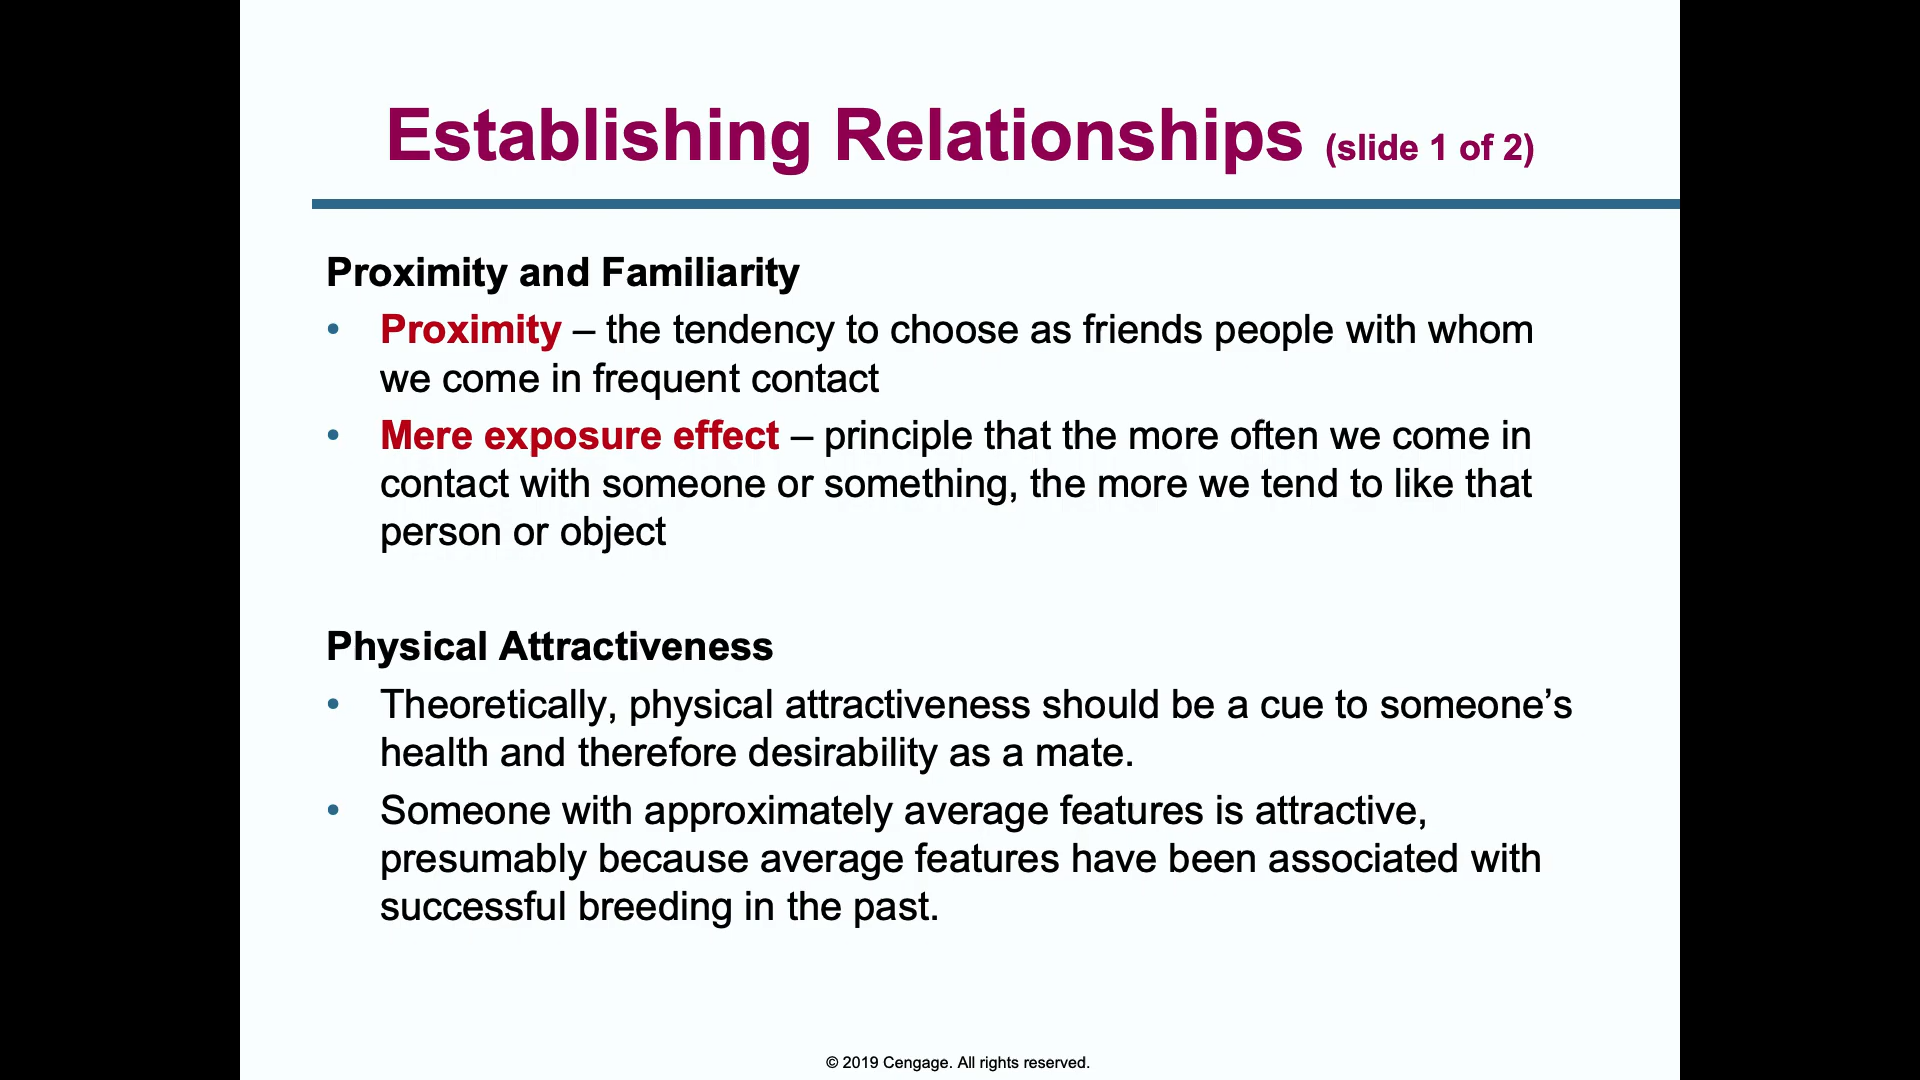 Establishing Relationships (slide 1 of 2)
Proximity and Familiarity
• Proximity – the tendency to choose as friends people with whom
we come in frequent contact
• Mere exposure effect – principle that the more often we come in
contact with someone or something, the more we tend to like that
person or object
Physical Attractiveness
• Theoretically, physical attractiveness should be a cue to someone’s
health and therefore desirability as a mate.
• Someone with approximately average features is attractive,
presumably because average features have been associated with
successful breeding in the past.
© 2019 Cengage. All rights reserved.